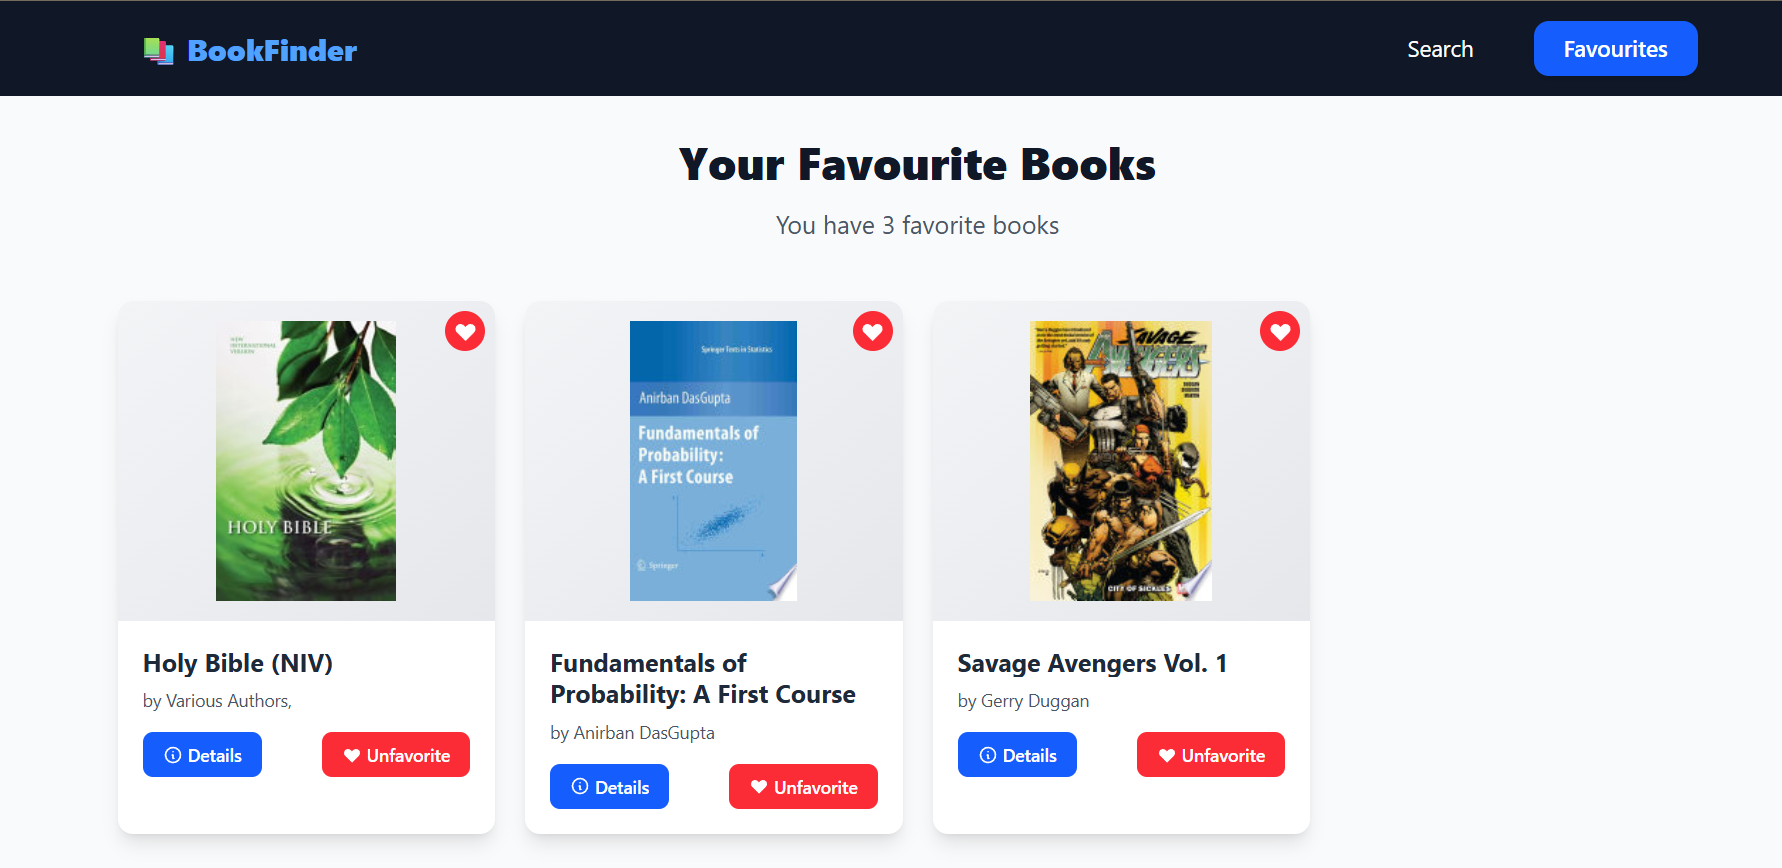 BookFinder
Search
Favourites
Your Favourite Books
You have 3 favorite books
NEW
INTERNATIONAL
VERSION
HOLY BIBLE
Springer Texts in Statistics
Anirban DasGupta
Fundamentals of
Probability:
A First Course
Springer
SAVAGE
AVENGERS
CITY OF SICKLES
Holy Bible (NIV)
by Various Authors,
Details
Unfavorite
Fundamentals of
Probability: A First Course
by Anirban DasGupta
Details
Unfavorite
Savage Avengers Vol. 1
by Gerry Duggan
Details
Unfavorite